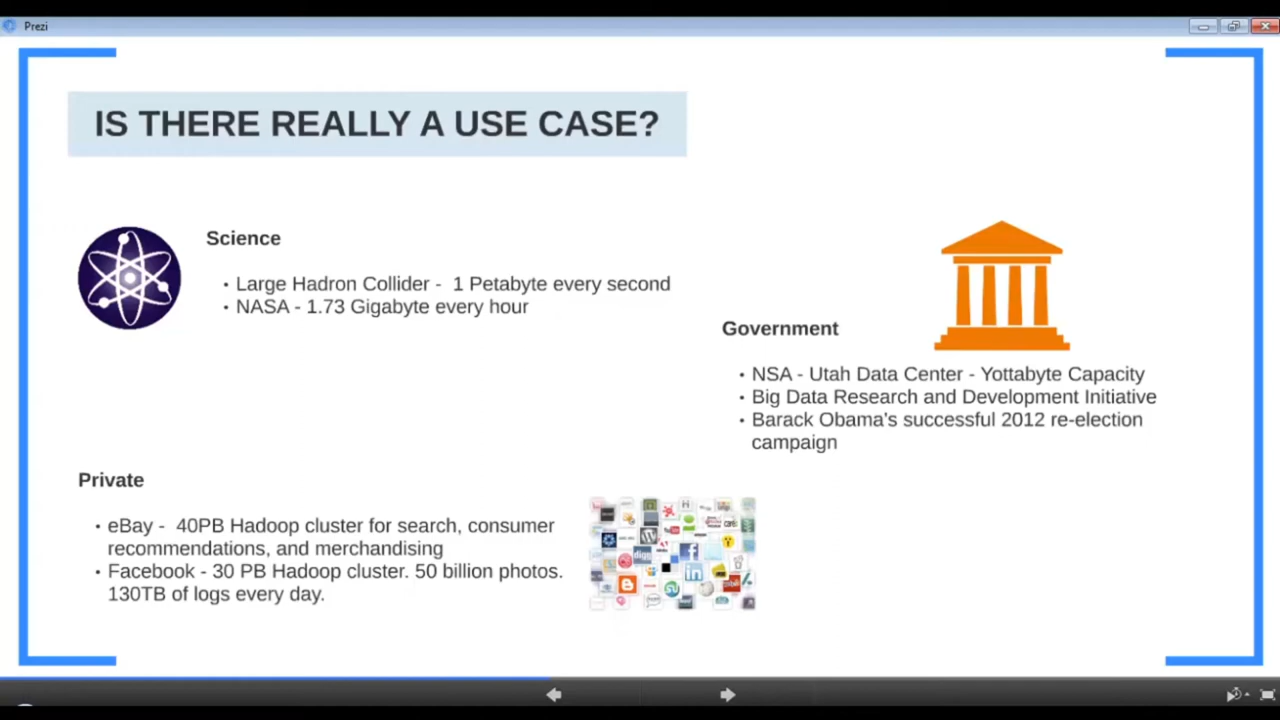 Prezi
IS THERE REALLY A USE CASE?
Science
• Large Hadron Collider - 1 Petabyte every second
• NASA - 1.73 Gigabyte every hour
Government
• NSA - Utah Data Center - Yottabyte Capacity
• Big Data Research and Development Initiative
• Barack Obama's successful 2012 re-election
campaign
Private
• eBay - 40PB Hadoop cluster for search, consumer
recommendations, and merchandising
• Facebook - 30 PB Hadoop cluster. 50 billion photos.
130TB of logs every day.
digg
in